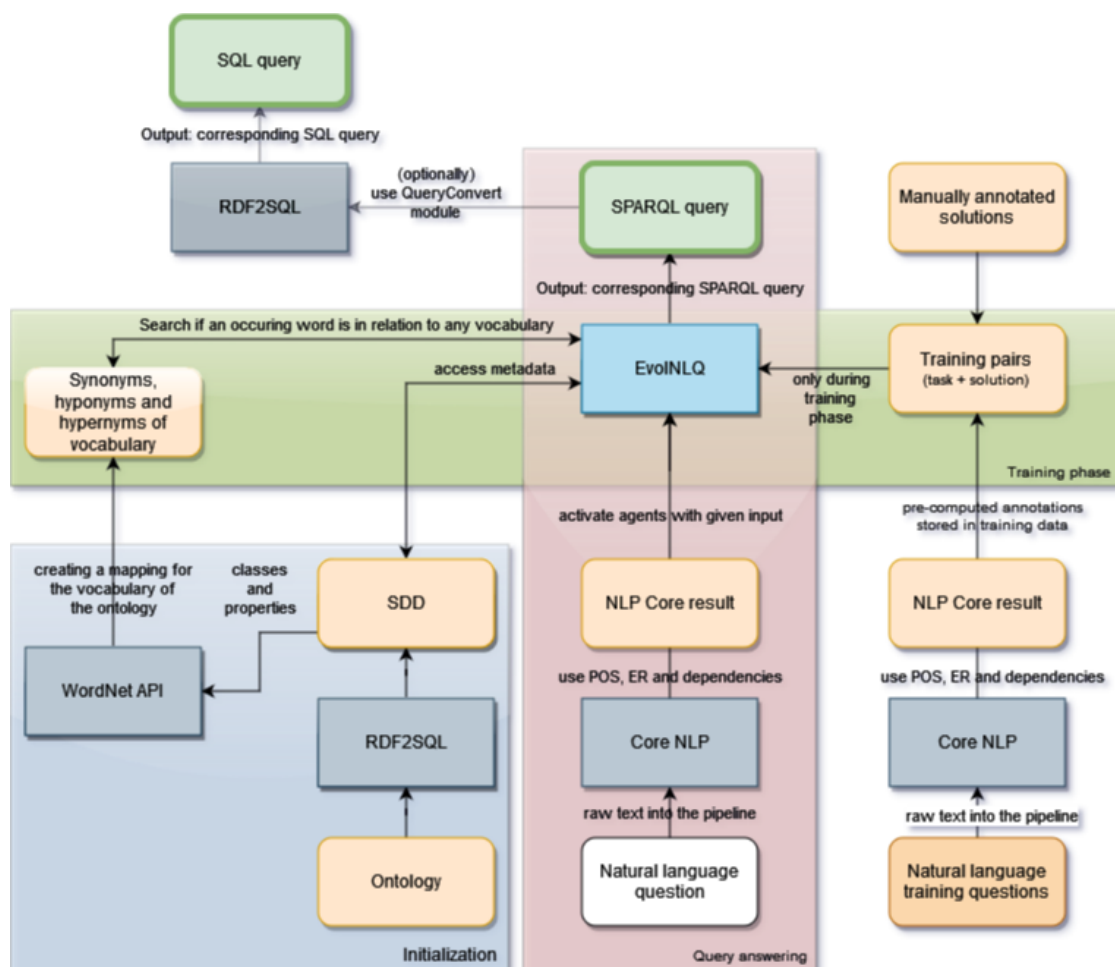 SQL query
Output: corresponding SQL query
RDF2SQL
(optionally)
use QueryConvert
module
SPARQL query
Manually annotated
solutions
Output: corresponding SPARQL query
Search if an occuring word is in relation to any vocabulary
access metadata
EvolNLQ
only during
training
phase
Training pairs
(task + solution)
Synonyms,
hyponyms and
hypernyms of
vocabulary
Training phase
activate agents with given input
pre-computed annotations
stored in training data
creating a mapping for
the vocabulary of
the ontology
classes
and
properties
SDD
NLP Core result
NLP Core result
WordNet API
use POS, ER and dependencies
use POS, ER and dependencies
RDF2SQL
Core NLP
Core NLP
raw text into the pipeline
raw text into the pipeline
Ontology
Natural language
question
Natural language
training questions
Initialization
Query answering